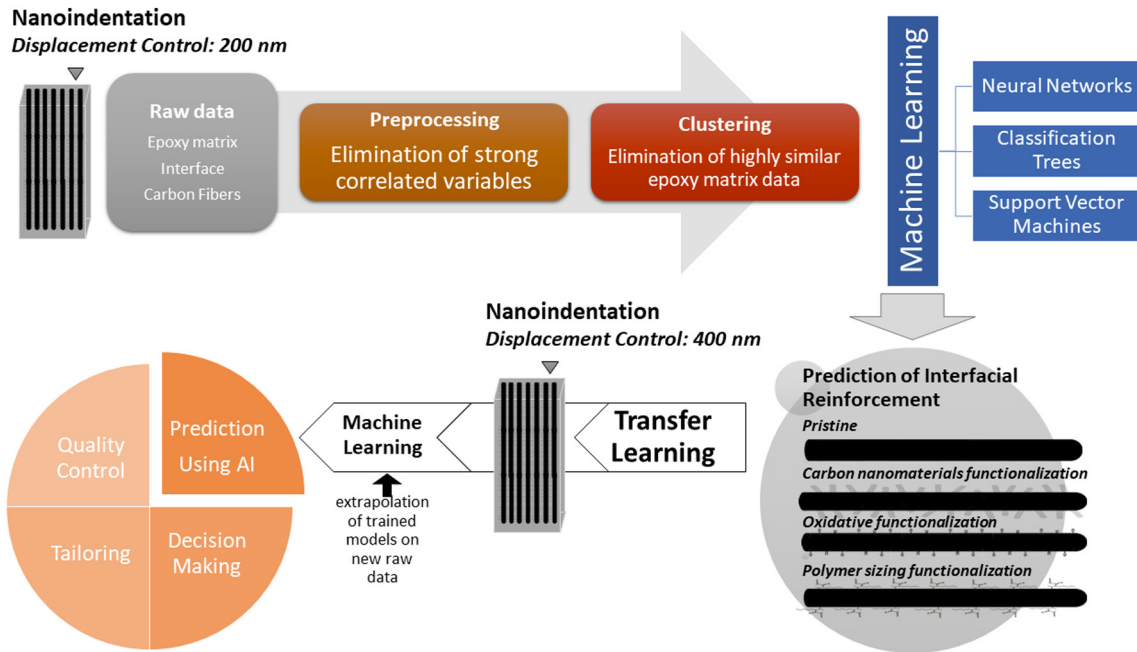 Nanoindentation
Displacement Control: 200 nm
Raw data
Epoxy matrix
Interface
Carbon Fibers
Preprocessing
Elimination of strong
correlated variables
Clustering
Elimination of highly similar
epoxy matrix data
Machine Learning
Neural Networks
Classification
Trees
Support Vector
Machines
Prediction of Interfacial
Reinforcement
Pristine
Carbon nanomaterials functionalization
Oxidative functionalization
Polymer sizing functionalization
Nanoindentation
Displacement Control: 400 nm
Transfer
Learning
Machine
Learning
extrapolation
of trained
models on
new raw
data
Quality
Control
Prediction
Using AI
Tailoring
Decision
Making